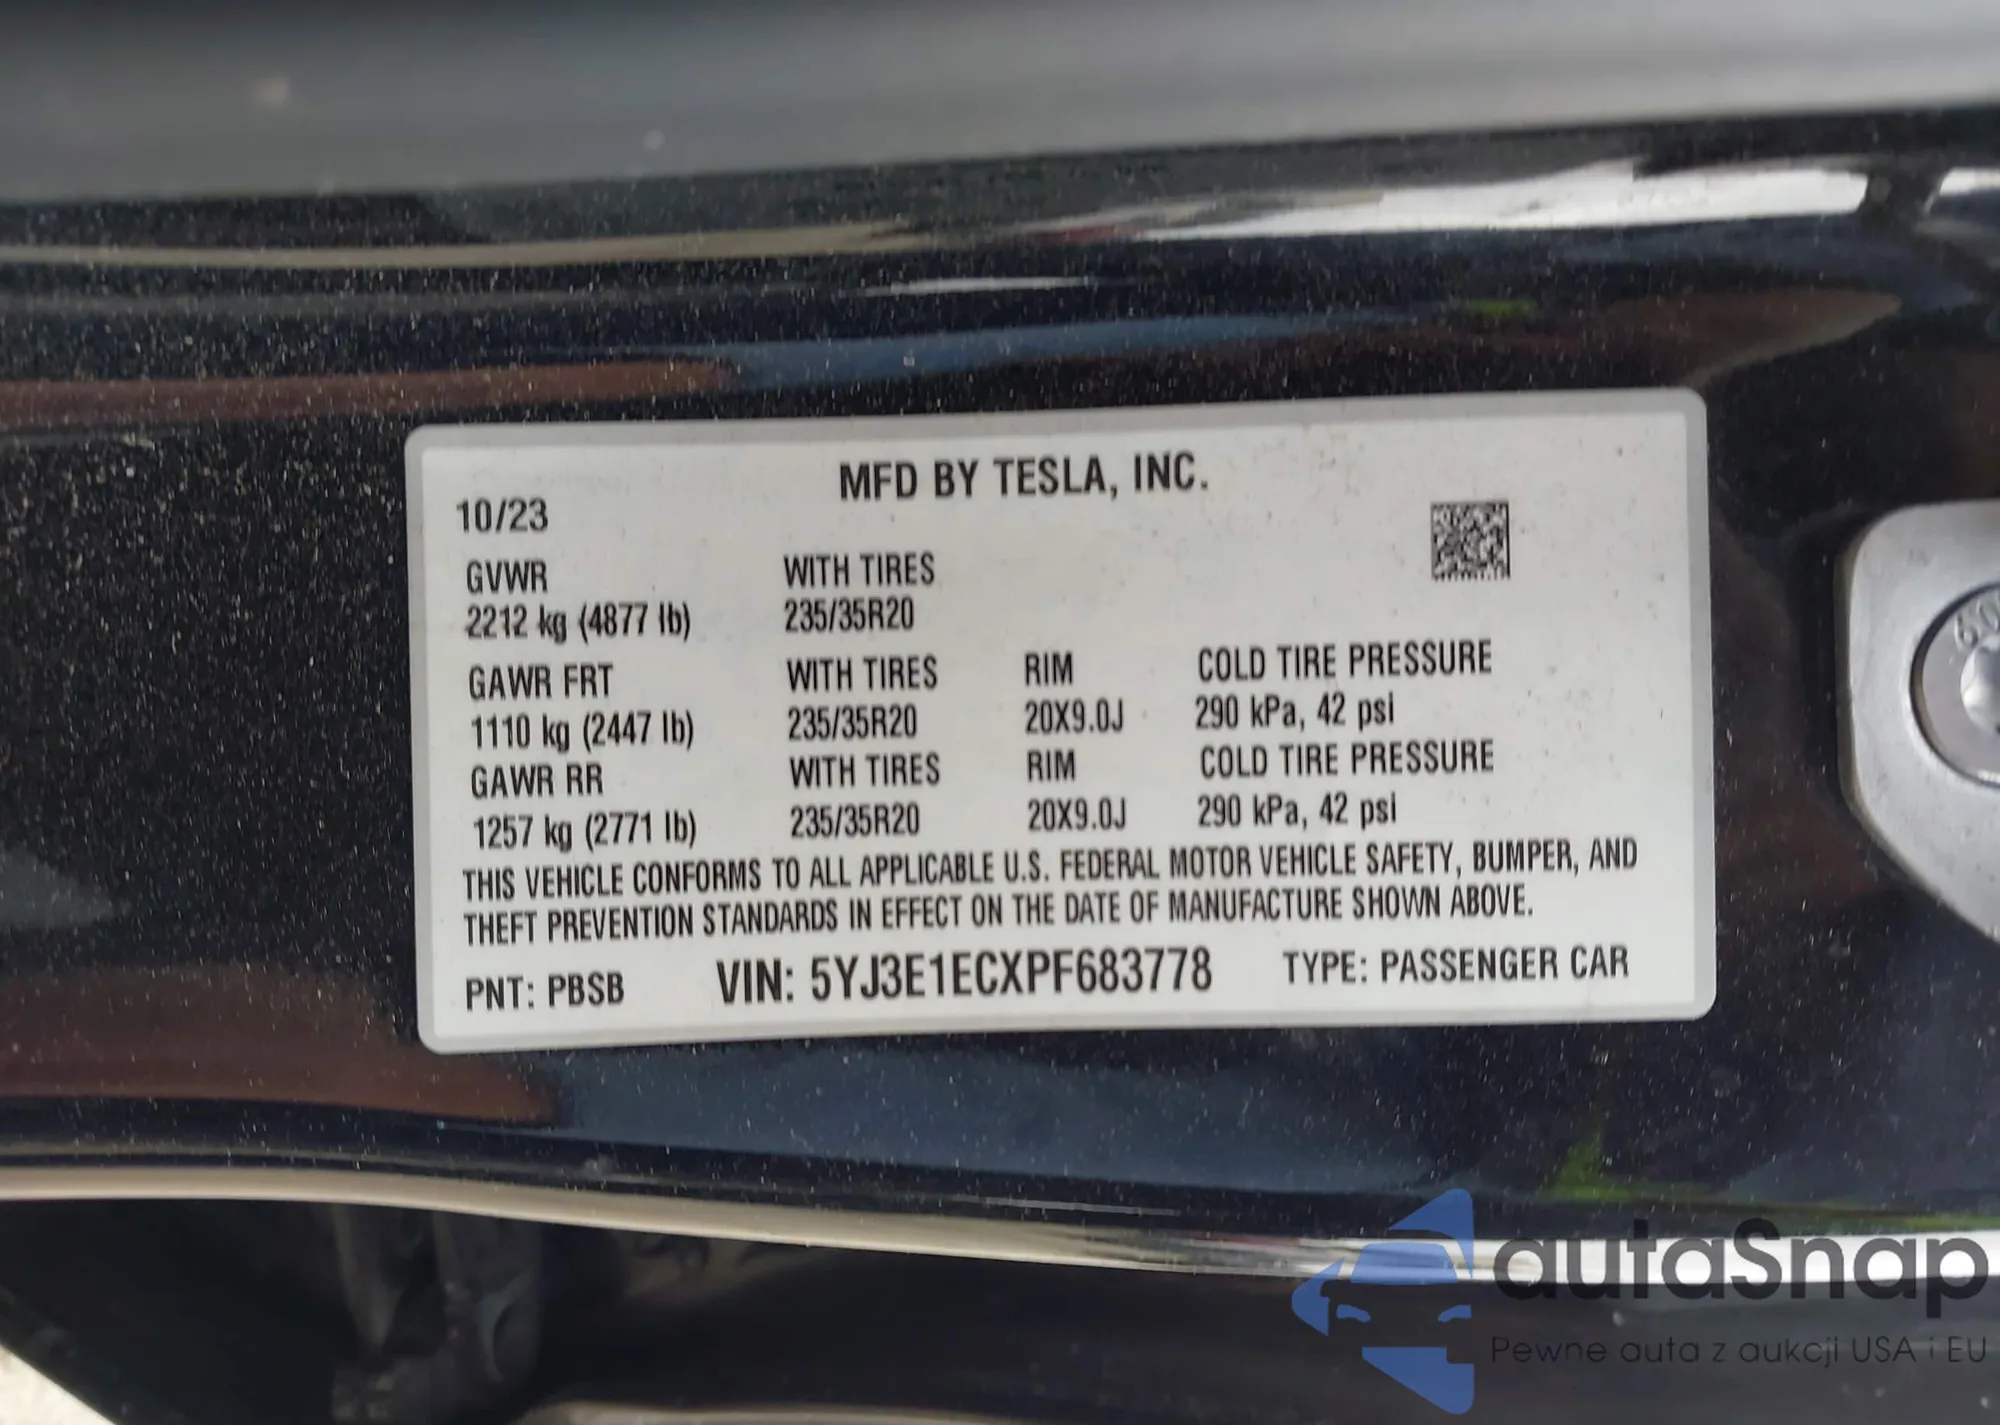 MFD BY TESLA, INC.
10/23
GVWR WITH TIRES
2212 kg (4877 lb) 235/35R20
GAWR FRT WITH TIRES RIM COLD TIRE PRESSURE
1110 kg (2447 lb) 235/35R20 20X9.0J 290 kPa, 42 psi
GAWR RR WITH TIRES RIM COLD TIRE PRESSURE
1257 kg (2771 lb) 235/35R20 20X9.0J 290 kPa, 42 psi
THIS VEHICLE CONFORMS TO ALL APPLICABLE U.S. FEDERAL MOTOR VEHICLE SAFETY, BUMPER, AND
THEFT PREVENTION STANDARDS IN EFFECT ON THE DATE OF MANUFACTURE SHOWN ABOVE.
PNT: PBSB VIN: 5YJ3E1ECXPF683778 TYPE: PASSENGER CAR
autaSnap
Pewne auta z aukcji USA i EU